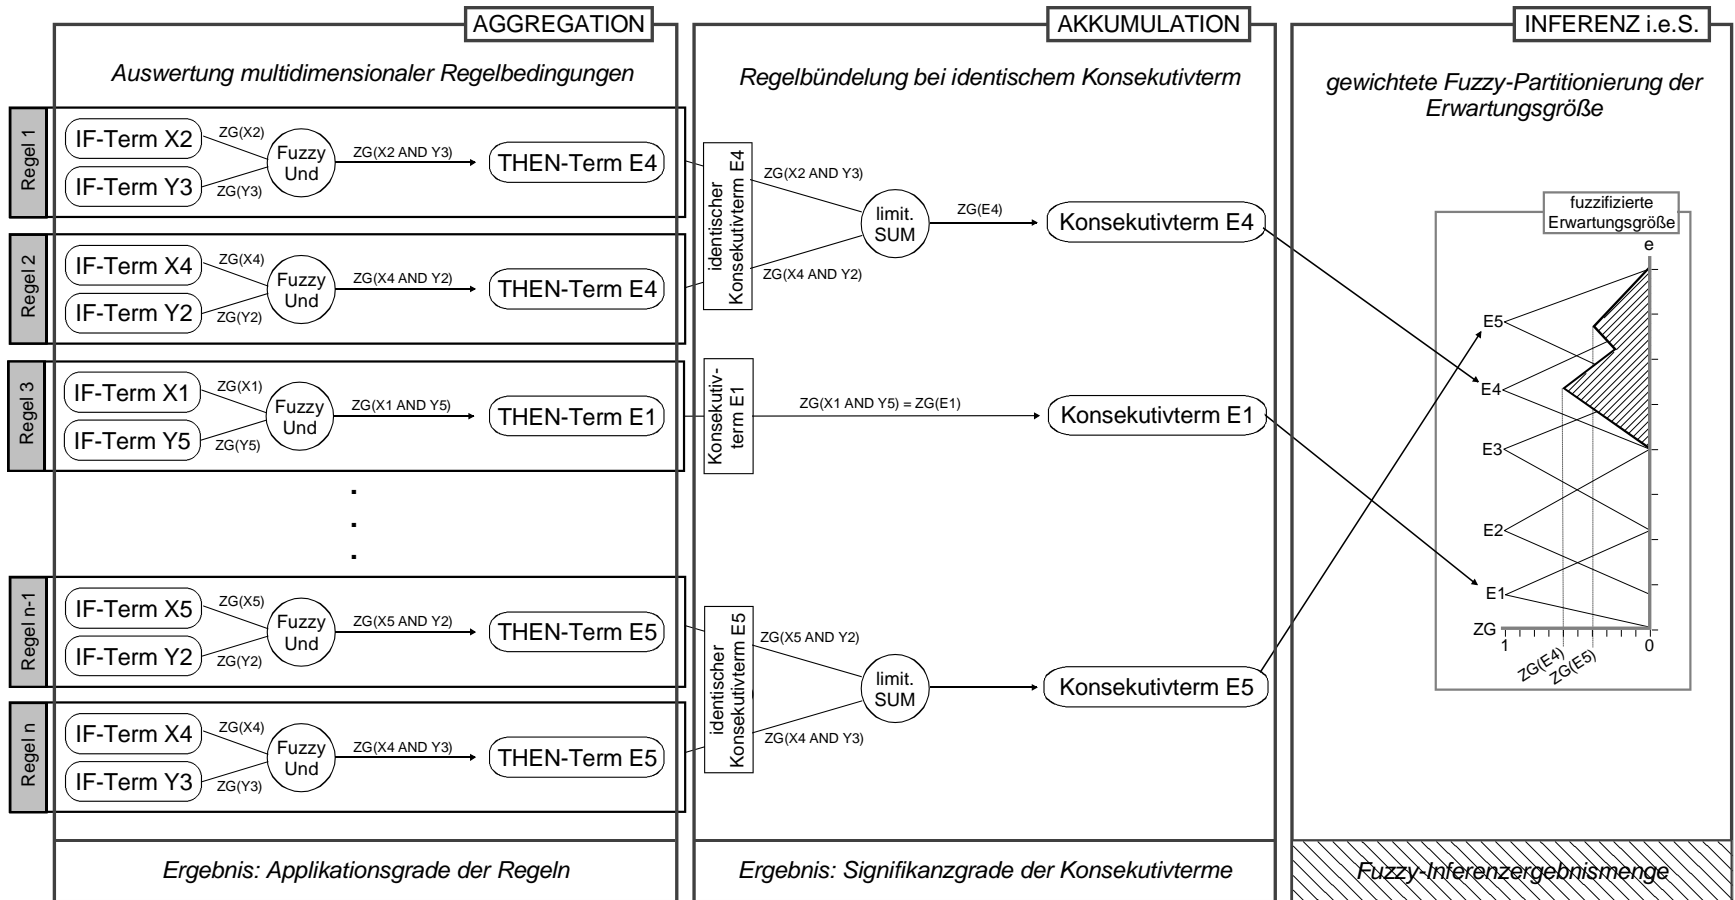 AGGREGATION
Auswertung multidimensionaler Regelbedingungen
Regel 1
IF-Term X2
ZG(X2)
IF-Term Y3
ZG(Y3)
Fuzzy
Und
ZG(X2 AND Y3)
THEN-Term E4
Regel 2
IF-Term X4
ZG(X4)
IF-Term Y2
ZG(Y2)
Fuzzy
Und
ZG(X4 AND Y2)
THEN-Term E4
Regel 3
IF-Term X1
ZG(X1)
IF-Term Y5
ZG(Y5)
Fuzzy
Und
ZG(X1 AND Y5)
THEN-Term E1
.
.
.
Regel n-1
IF-Term X5
ZG(X5)
IF-Term Y2
ZG(Y2)
Fuzzy
Und
ZG(X5 AND Y2)
THEN-Term E5
Regel n
IF-Term X4
ZG(X4)
IF-Term Y3
ZG(Y3)
Fuzzy
Und
ZG(X4 AND Y3)
THEN-Term E5
Ergebnis: Applikationsgrade der Regeln
AKKUMULATION
Regelbündelung bei identischem Konsekutivterm
identischer
Konsekutivterm E4
ZG(X2 AND Y3)
ZG(X4 AND Y2)
limit.
SUM
ZG(E4)
Konsekutivterm E4
Konsekutiv-
term E1
ZG(X1 AND Y5) = ZG(E1)
Konsekutivterm E1
identischer
Konsekutivterm E5
ZG(X5 AND Y2)
ZG(X4 AND Y3)
limit.
SUM
Konsekutivterm E5
Ergebnis: Signifikanzgrade der Konsekutivterme
INFERENZ i.e.S.
gewichtete Fuzzy-Partitionierung der
Erwartungsgröße
fuzzifizierte
Erwartungsgröße
e
E5
E4
E3
E2
E1
ZG
1
0
ZG(E4)
ZG(E5)
Fuzzy-Inferenzergebnismenge